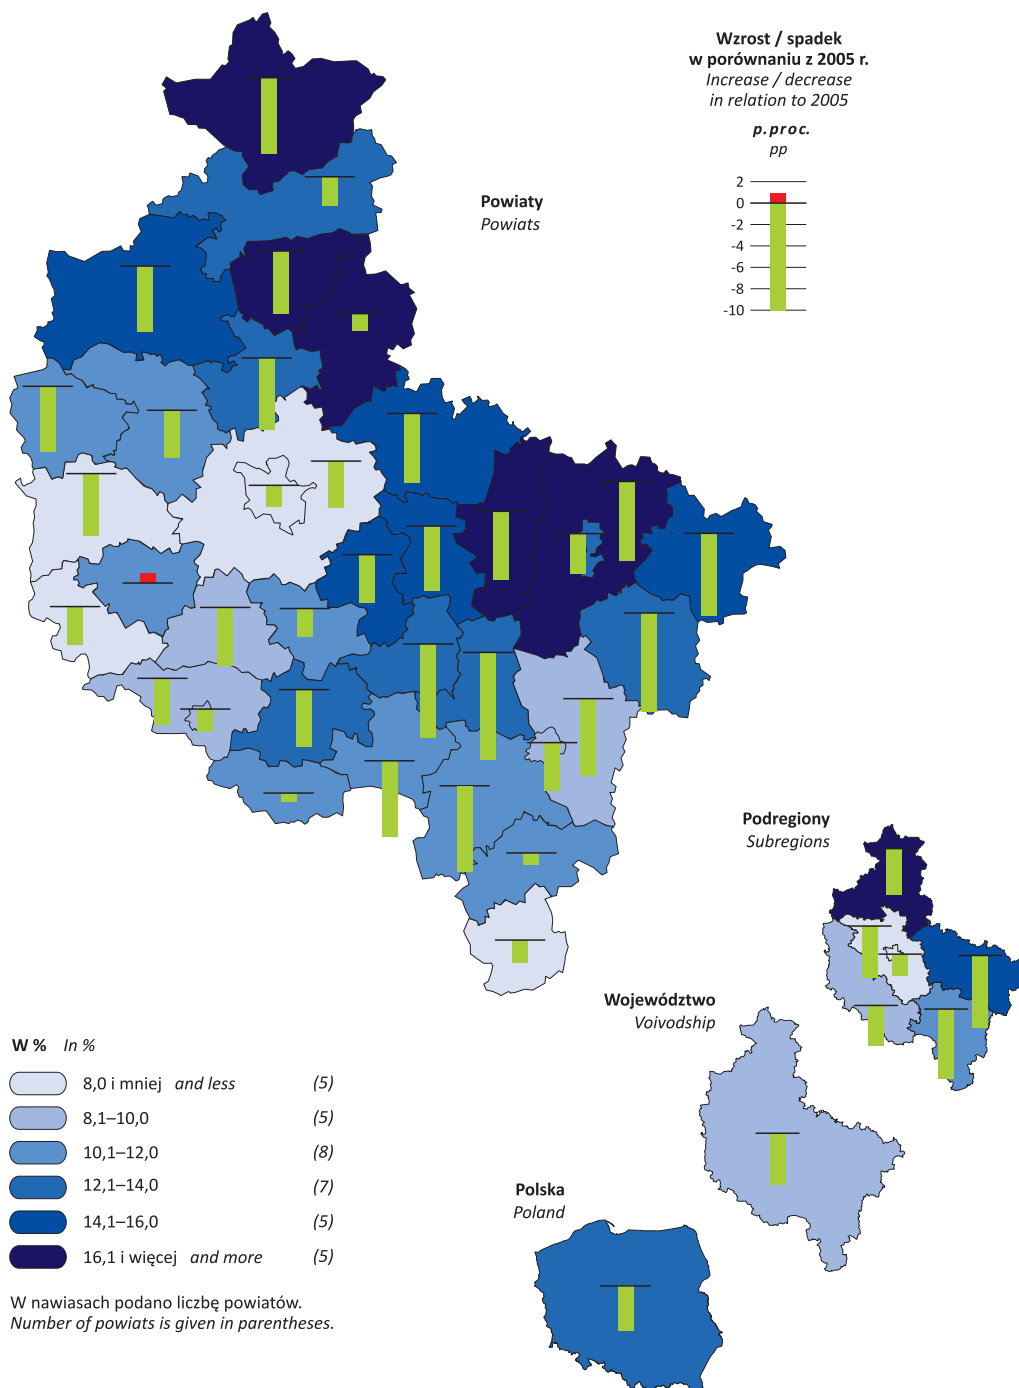 Wzrost / spadek
w porównaniu z 2005 r.
Increase / decrease
in relation to 2005
p.proc.
pp
2
0
-2
-4
-6
-8
-10
Powiaty
Powiats
Podregiony
Subregions
Województwo
Voivodship
Polska
Poland
W % In %
8,0 i mniej and less (5)
8,1–10,0 (5)
10,1–12,0 (8)
12,1–14,0 (7)
14,1–16,0 (5)
16,1 i więcej and more (5)
W nawiasach podano liczbę powiatów.
Number of powiats is given in parentheses.